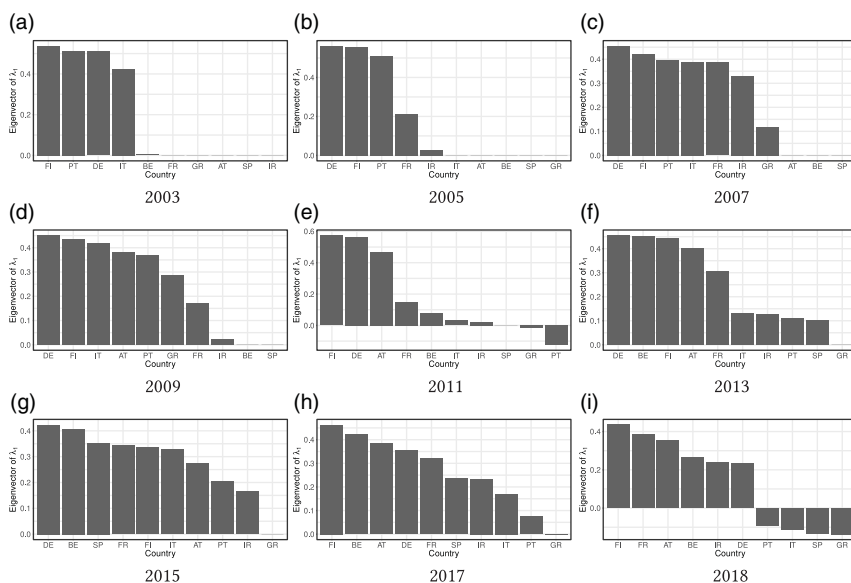 (a)
Eigenvector of λ₁
0.4
0.2
0.0
FI PT DE IT BE FR GR AT SP IR
Country
2003
(b)
Eigenvector of λ₁
0.4
0.2
0.0
DE FI PT FR IR IT AT BE SP GR
Country
2005
(c)
Eigenvector of λ₁
0.4
0.3
0.2
0.1
0.0
DE FI PT IT FR IR GR AT BE SP
Country
2007
(d)
Eigenvector of λ₁
0.4
0.3
0.2
0.1
0.0
DE FI IT AT PT GR FR IR BE SP
Country
2009
(e)
Eigenvector of λ₁
0.6
0.4
0.2
0.0
FI DE AT FR BE IT IR SP GR PT
Country
2011
(f)
Eigenvector of λ₁
0.4
0.3
0.2
0.1
0.0
DE BE FI AT FR IT IR PT SP GR
Country
2013
(g)
Eigenvector of λ₁
0.4
0.3
0.2
0.1
0.0
DE BE SP FR FI IT AT PT IR GR
Country
2015
(h)
Eigenvector of λ₁
0.4
0.3
0.2
0.1
0.0
FI BE AT DE FR SP IR IT PT GR
Country
2017
(i)
Eigenvector of λ₁
0.4
0.2
0.0
FI FR AT BE IR DE PT IT SP GR
Country
2018